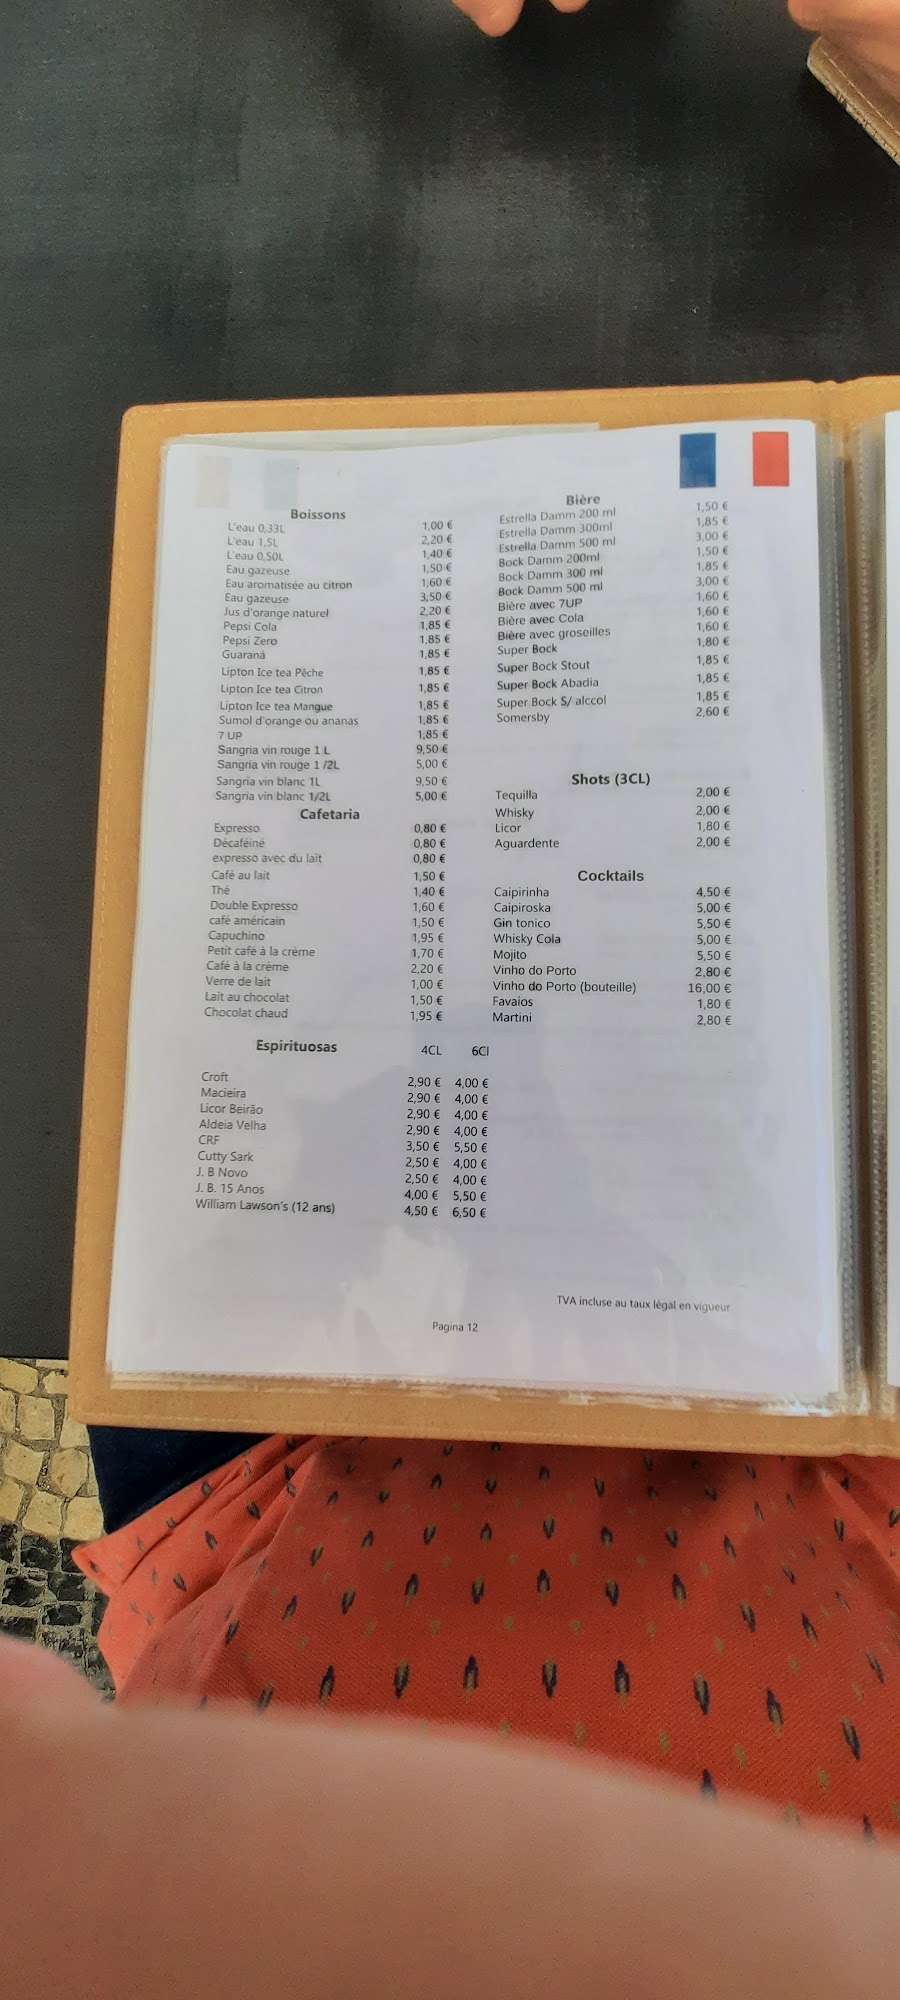 Boissons
L'eau 0,33L 1,00 €
L'eau 1,5L 2,20 €
L'eau 0,50L 1,40 €
Eau gazeuse 1,50 €
Eau aromatisée au citron 1,60 €
Eau gazeuse 3,50 €
Jus d'orange naturel 2,20 €
Pepsi Cola 1,85 €
Pepsi Zero 1,85 €
Guaraná 1,85 €
Lipton Ice tea Pêche 1,85 €
Lipton Ice tea Citron 1,85 €
Lipton Ice tea Mangue 1,85 €
Sumol d'orange ou ananas 1,85 €
7 UP 1,85 €
Sangria vin rouge 1 L 9,50 €
Sangria vin rouge 1 /2L 5,00 €
Sangria vin blanc 1L 9,50 €
Sangria vin blanc 1/2L 5,00 €
Cafetaria
Expresso 0,80 €
Décaféiné 0,80 €
expresso avec du lait 0,80 €
Café au lait 1,50 €
Thé 1,40 €
Double Expresso 1,60 €
café américain 1,50 €
Capuchino 1,95 €
Petit café à la crème 1,70 €
Café à la crème 2,20 €
Verre de lait 1,00 €
Lait au chocolat 1,50 €
Chocolat chaud 1,95 €
Espirituosas 4CL 6Cl
Croft 2,90 € 4,00 €
Macieira 2,90 € 4,00 €
Licor Beirão 2,90 € 4,00 €
Aldeia Velha 2,90 € 4,00 €
CRF 3,50 € 5,50 €
Cutty Sark 2,50 € 4,00 €
J. B Novo 2,50 € 4,00 €
J. B. 15 Anos 4,00 € 5,50 €
William Lawson's (12 ans) 4,50 € 6,50 €
Bière
Estrella Damm 200 ml 1,50 €
Estrella Damm 300ml 1,85 €
Estrella Damm 500 ml 3,00 €
Bock Damm 200ml 1,50 €
Bock Damm 300 ml 1,85 €
Bock Damm 500 ml 3,00 €
Bière avec 7UP 1,60 €
Bière avec Cola 1,60 €
Bière avec groseilles 1,60 €
Super Bock 1,80 €
Super Bock Stout 1,85 €
Super Bock Abadia 1,85 €
Super Bock S/ alccol 1,85 €
Somersby 2,60 €
Shots (3CL)
Tequilla 2,00 €
Whisky 2,00 €
Licor 1,80 €
Aguardente 2,00 €
Cocktails
Caipirinha 4,50 €
Caipiroska 5,00 €
Gin tonico 5,50 €
Whisky Cola 5,00 €
Mojito 5,50 €
Vinho do Porto 2,80 €
Vinho do Porto (bouteille) 16,00 €
Favaios 1,80 €
Martini 2,80 €
TVA incluse au taux légal en vigueur
Pagina 12